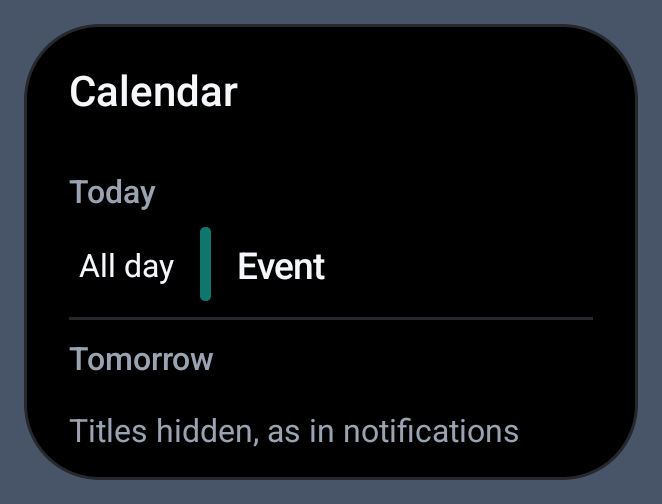 Calendar
Today
All day Event
Tomorrow
Titles hidden, as in notifications